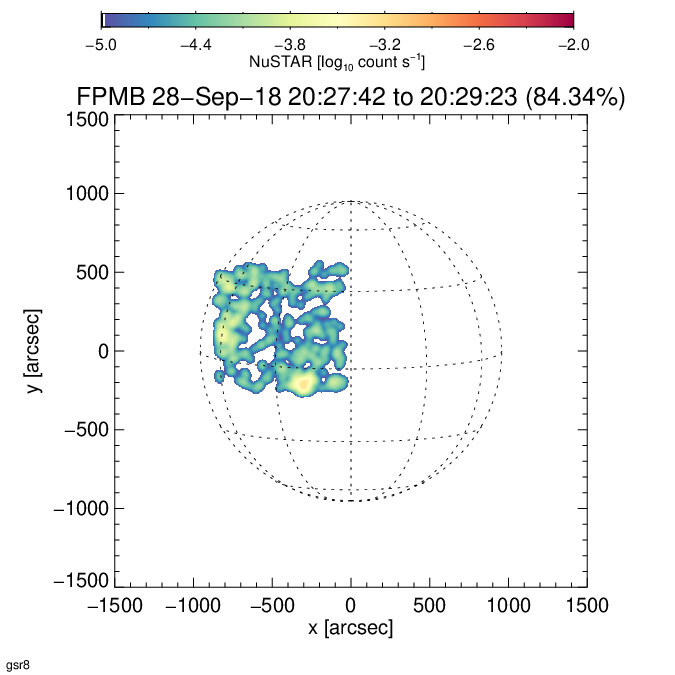 −5.0 −4.4 −3.8 −3.2 −2.6 −2.0
NuSTAR [log₁₀ count s⁻¹]
FPMB 28−Sep−18 20:27:42 to 20:29:23 (84.34%)
1500
1000
500
0
−500
−1000
−1500
y [arcsec]
−1500 −1000 −500 0 500 1000 1500
x [arcsec]
gsr8